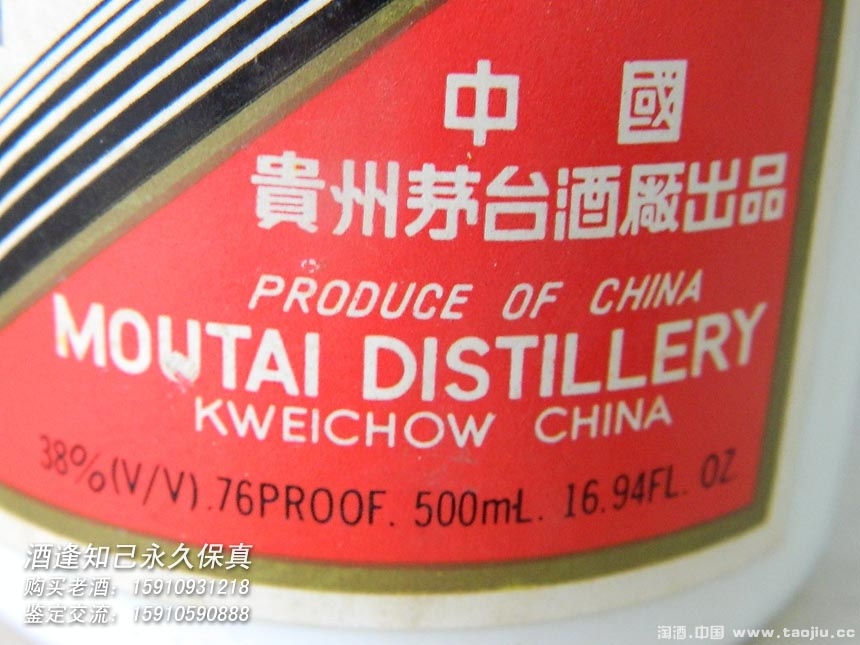 中 國
貴州茅台酒廠出品
PRODUCE OF CHINA
MOUTAI DISTILLERY
KWEICHOW CHINA
38%(V/V).76PROOF. 500mL. 16.94FL. OZ
酒逢知己永久保真
购买老酒：15910931218
鉴定交流：15910590888
淘酒.中国 www.taojiu.cc